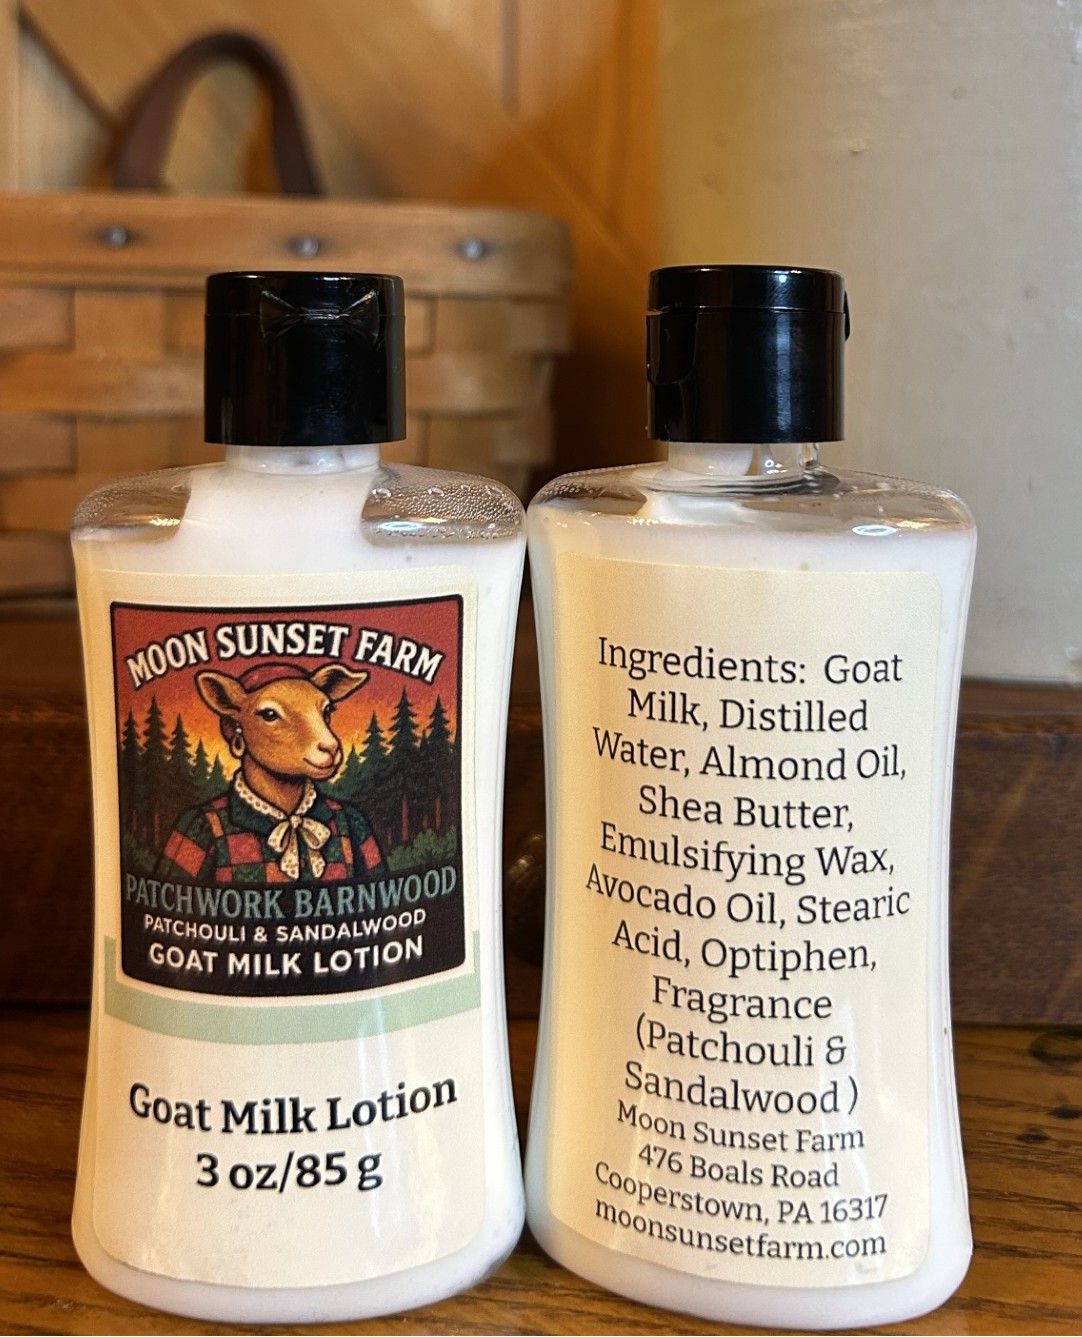 MOON SUNSET FARM
PATCHWORK BARNWOOD
PATCHOULI & SANDALWOOD
GOAT MILK LOTION
Goat Milk Lotion
3 oz/85 g
Ingredients: Goat
Milk, Distilled
Water, Almond Oil,
Shea Butter,
Emulsifying Wax,
Avocado Oil, Stearic
Acid, Optiphen,
Fragrance
(Patchouli &
Sandalwood )
Moon Sunset Farm
476 Boals Road
Cooperstown, PA 16317
moonsunsetfarm.com